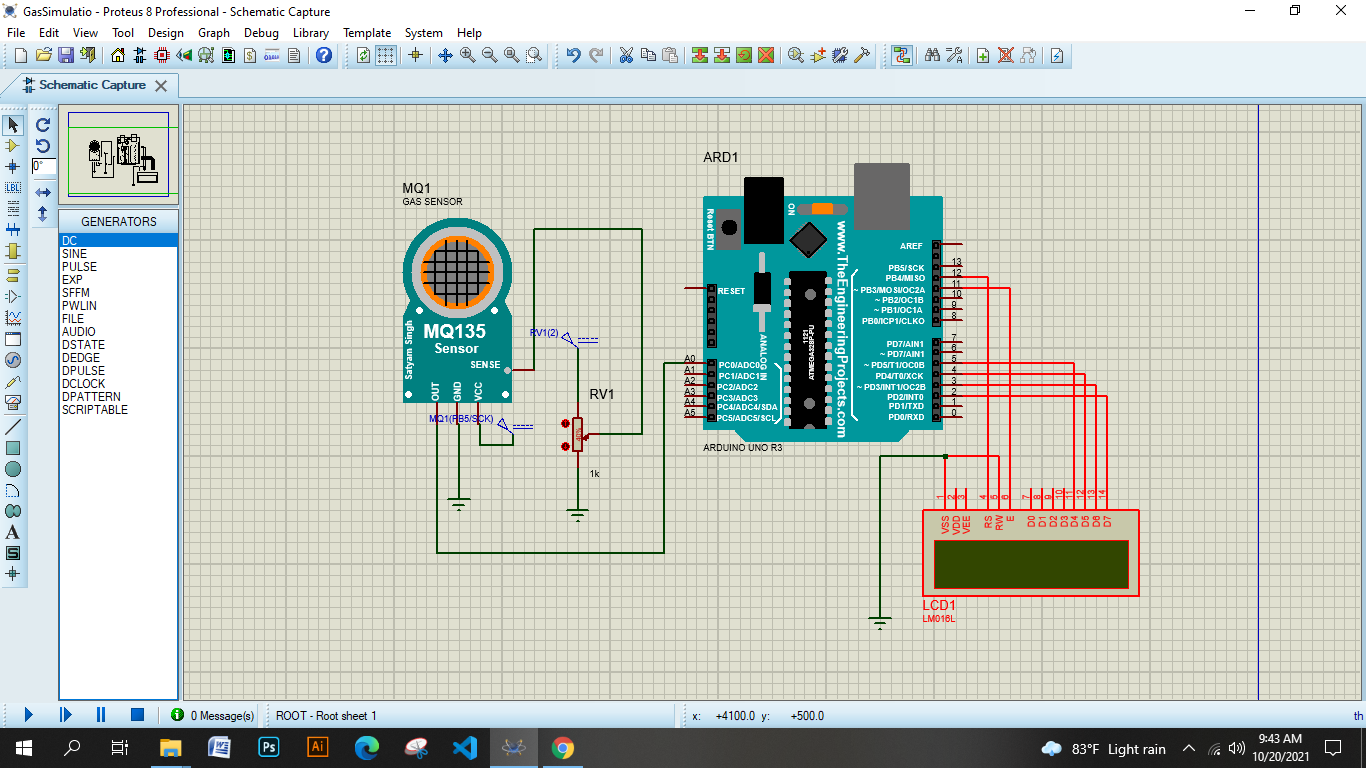 GasSimulatio - Proteus 8 Professional - Schematic Capture
File Edit View Tool Design Graph Debug Library Template System Help
Schematic Capture
0°
LBL
A
S
GENERATORS
DC
SINE
PULSE
EXP
SFFM
PWLIN
FILE
AUDIO
DSTATE
DEDGE
DPULSE
DCLOCK
DPATTERN
SCRIPTABLE
MQ1
GAS SENSOR
MQ135
Sensor
Satyam Singh
SENSE
OUT
GND
VCC
MQ1(PB5/SCK)
RV1(2)
RV1
1k
ARD1
Reset BTN
ON
www.TheEngineeringProjects.com
ANALOG IN
1121
ATMEGA328P-PU
RESET
A0 PC0/ADC0
A1 PC1/ADC1
A2 PC2/ADC2
A3 PC3/ADC3
A4 PC4/ADC4/SDA
A5 PC5/ADC5/SCL
AREF
PB5/SCK 13
PB4/MISO 12
~ PB3/MOSI/OC2A 11
~ PB2/OC1B 10
~ PB1/OC1A 9
PB0/ICP1/CLKO 8
PD7/AIN1 7
~ PD7/AIN1 6
~ PD5/T1/OC0B 5
PD4/T0/XCK 4
~ PD3/INT1/OC2B 3
PD2/INT0 2
PD1/TXD 1
PD0/RXD 0
ARDUINO UNO R3
1 2 3 4 5 6 7 8 9 10 11 12 13 14
VSS VDD VEE RS RW E D0 D1 D2 D3 D4 D5 D6 D7
LCD1
LM016L
0 Message(s) ROOT - Root sheet 1 x: +4100.0 y: +500.0 th
Ps Ai
83°F Light rain
9:43 AM
10/20/2021